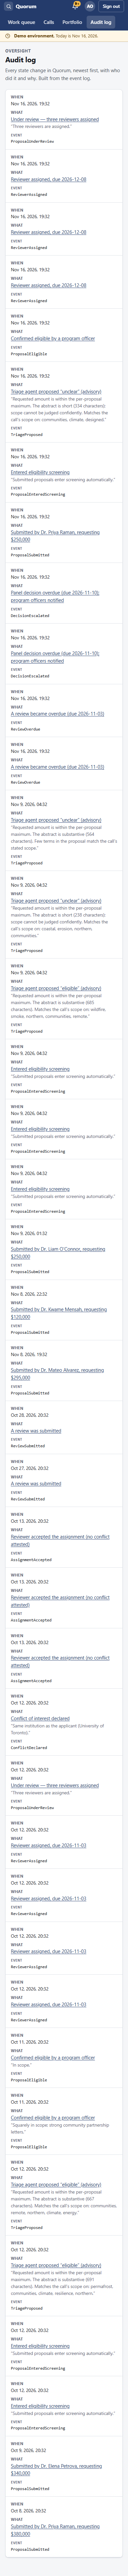 Quorum
9+
AO
Sign out
Work queue
Calls
Portfolio
Audit log
Demo environment. Today is Nov 16, 2026.
OVERSIGHT
Audit log
Every state change in Quorum, newest first, with who
did it and why. Built from the event log.
WHEN
Nov 16, 2026, 19:32
WHAT
Under review — three reviewers assigned
"Three reviewers are assigned."
EVENT
ProposalUnderReview
WHEN
Nov 16, 2026, 19:32
WHAT
Reviewer assigned, due 2026-12-08
EVENT
ReviewerAssigned
WHEN
Nov 16, 2026, 19:32
WHAT
Reviewer assigned, due 2026-12-08
EVENT
ReviewerAssigned
WHEN
Nov 16, 2026, 19:32
WHAT
Reviewer assigned, due 2026-12-08
EVENT
ReviewerAssigned
WHEN
Nov 16, 2026, 19:32
WHAT
Confirmed eligible by a program officer
EVENT
ProposalEligible
WHEN
Nov 16, 2026, 19:32
WHAT
Triage agent proposed "unclear" (advisory)
"Requested amount is within the per-proposal
maximum. The abstract is short (230 characters):
scope cannot be judged confidently. Matches the
call's scope on: communities, climate, designed."
EVENT
TriageProposed
WHEN
Nov 16, 2026, 19:32
WHAT
Entered eligibility screening
"Submitted proposals enter screening automatically."
EVENT
ProposalEnteredScreening
WHEN
Nov 16, 2026, 19:32
WHAT
Submitted by Dr. Priya Raman, requesting
$250,000
EVENT
ProposalSubmitted
WHEN
Nov 16, 2026, 19:32
WHAT
Panel decision overdue (due 2026-11-10);
program officers notified
EVENT
DecisionEscalated
WHEN
Nov 16, 2026, 19:32
WHAT
Panel decision overdue (due 2026-11-10);
program officers notified
EVENT
DecisionEscalated
WHEN
Nov 16, 2026, 19:32
WHAT
A review became overdue (due 2026-11-03)
EVENT
ReviewOverdue
WHEN
Nov 16, 2026, 19:32
WHAT
A review became overdue (due 2026-11-03)
EVENT
ReviewOverdue
WHEN
Nov 9, 2026, 04:32
WHAT
Triage agent proposed "unclear" (advisory)
"Requested amount is within the per-proposal
maximum. The abstract is substantive (564
characters). Few terms in the proposal match the call's
stated scope."
EVENT
TriageProposed
WHEN
Nov 9, 2026, 04:32
WHAT
Triage agent proposed "unclear" (advisory)
"Requested amount is within the per-proposal
maximum. The abstract is short (238 characters):
scope cannot be judged confidently. Matches the
call's scope on: coastal, erosion, northern,
communities."
EVENT
TriageProposed
WHEN
Nov 9, 2026, 04:32
WHAT
Triage agent proposed "eligible" (advisory)
"Requested amount is within the per-proposal
maximum. The abstract is substantive (695
characters). Matches the call's scope on: wildfire,
smoke, northern, communities, remote."
EVENT
TriageProposed
WHEN
Nov 9, 2026, 04:32
WHAT
Entered eligibility screening
"Submitted proposals enter screening automatically."
EVENT
ProposalEnteredScreening
WHEN
Nov 9, 2026, 04:32
WHAT
Entered eligibility screening
"Submitted proposals enter screening automatically."
EVENT
ProposalEnteredScreening
WHEN
Nov 9, 2026, 04:32
WHAT
Entered eligibility screening
"Submitted proposals enter screening automatically."
EVENT
ProposalEnteredScreening
WHEN
Nov 9, 2026, 01:32
WHAT
Submitted by Dr. Liam O'Connor, requesting
$250,000
EVENT
ProposalSubmitted
WHEN
Nov 8, 2026, 22:32
WHAT
Submitted by Dr. Kwame Mensah, requesting
$120,000
EVENT
ProposalSubmitted
WHEN
Nov 8, 2026, 19:32
WHAT
Submitted by Dr. Mateo Alvarez, requesting
$295,000
EVENT
ProposalSubmitted
WHEN
Oct 28, 2026, 20:32
WHAT
A review was submitted
EVENT
ReviewSubmitted
WHEN
Oct 27, 2026, 20:32
WHAT
A review was submitted
EVENT
ReviewSubmitted
WHEN
Oct 13, 2026, 20:32
WHAT
Reviewer accepted the assignment (no conflict
attested)
EVENT
AssignmentAccepted
WHEN
Oct 13, 2026, 20:32
WHAT
Reviewer accepted the assignment (no conflict
attested)
EVENT
AssignmentAccepted
WHEN
Oct 13, 2026, 20:32
WHAT
Reviewer accepted the assignment (no conflict
attested)
EVENT
AssignmentAccepted
WHEN
Oct 12, 2026, 20:32
WHAT
Conflict of interest declared
"Same institution as the applicant (University of
Toronto)."
EVENT
ConflictDeclared
WHEN
Oct 12, 2026, 20:32
WHAT
Under review — three reviewers assigned
"Three reviewers are assigned."
EVENT
ProposalUnderReview
WHEN
Oct 12, 2026, 20:32
WHAT
Reviewer assigned, due 2026-11-03
EVENT
ReviewerAssigned
WHEN
Oct 12, 2026, 20:32
WHAT
Reviewer assigned, due 2026-11-03
EVENT
ReviewerAssigned
WHEN
Oct 12, 2026, 20:32
WHAT
Reviewer assigned, due 2026-11-03
EVENT
ReviewerAssigned
WHEN
Oct 12, 2026, 20:32
WHAT
Reviewer assigned, due 2026-11-03
EVENT
ReviewerAssigned
WHEN
Oct 11, 2026, 20:32
WHAT
Confirmed eligible by a program officer
"In scope."
EVENT
ProposalEligible
WHEN
Oct 11, 2026, 20:32
WHAT
Confirmed eligible by a program officer
"Squarely in scope; strong community partnership
letters."
EVENT
ProposalEligible
WHEN
Oct 12, 2026, 20:32
WHAT
Triage agent proposed "eligible" (advisory)
"Requested amount is within the per-proposal
maximum. The abstract is substantive (667
characters). Matches the call's scope on: communities,
remote, northern, climate, energy."
EVENT
TriageProposed
WHEN
Oct 12, 2026, 20:32
WHAT
Triage agent proposed "eligible" (advisory)
"Requested amount is within the per-proposal
maximum. The abstract is substantive (691
characters). Matches the call's scope on: permafrost,
communities, climate, resilience, northern."
EVENT
TriageProposed
WHEN
Oct 12, 2026, 20:32
WHAT
Entered eligibility screening
"Submitted proposals enter screening automatically."
EVENT
ProposalEnteredScreening
WHEN
Oct 12, 2026, 20:32
WHAT
Entered eligibility screening
"Submitted proposals enter screening automatically."
EVENT
ProposalEnteredScreening
WHEN
Oct 9, 2026, 20:32
WHAT
Submitted by Dr. Elena Petrova, requesting
$340,000
EVENT
ProposalSubmitted
WHEN
Oct 8, 2026, 20:32
WHAT
Submitted by Dr. Priya Raman, requesting
$380,000
EVENT
ProposalSubmitted